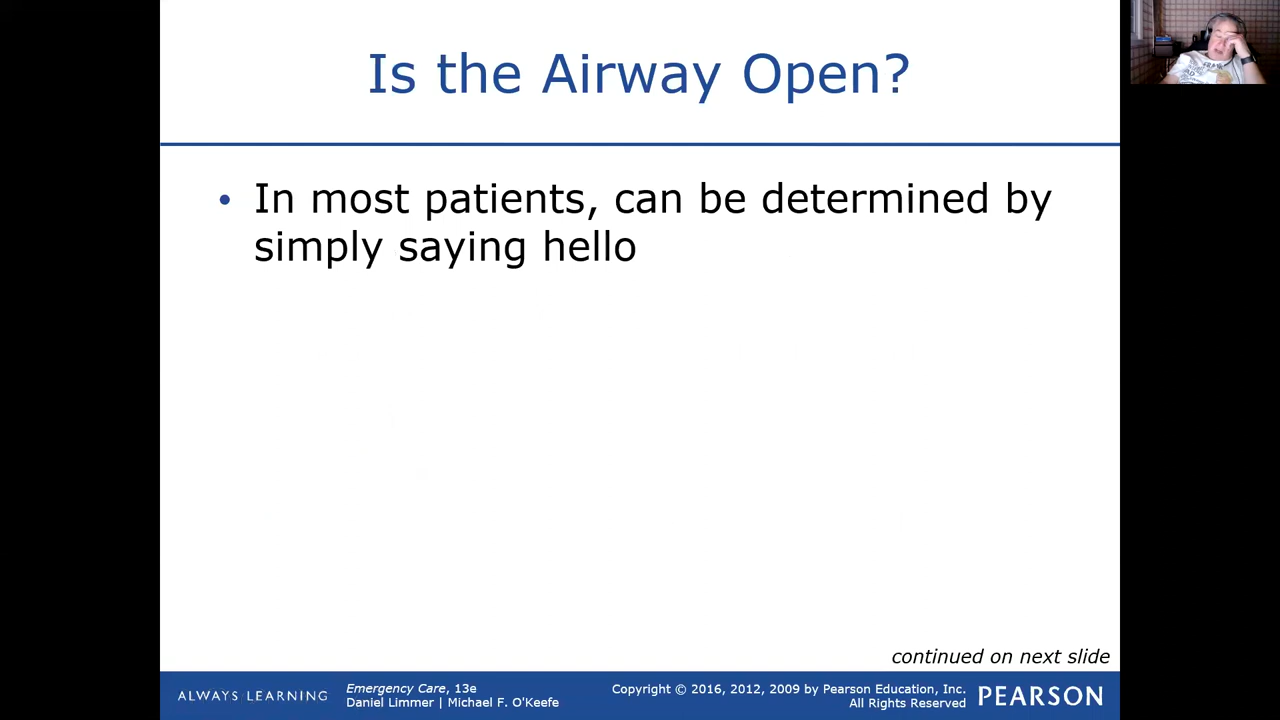 Is the Airway Open?
• In most patients, can be determined by
simply saying hello
continued on next slide
ALWAYS LEARNING
Emergency Care, 13e
Daniel Limmer | Michael F. O'Keefe
Copyright © 2016, 2012, 2009 by Pearson Education, Inc.
All Rights Reserved
PEARSON